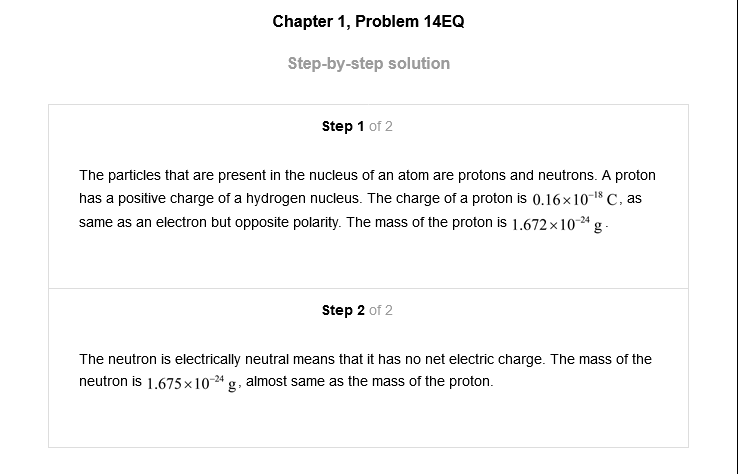 Chapter 1, Problem 14EQ
Step-by-step solution
Step 1 of 2
The particles that are present in the nucleus of an atom are protons and neutrons. A proton
has a positive charge of a hydrogen nucleus. The charge of a proton is 0.16×10⁻¹⁸ C, as
same as an electron but opposite polarity. The mass of the proton is 1.672×10⁻²⁴ g.
Step 2 of 2
The neutron is electrically neutral means that it has no net electric charge. The mass of the
neutron is 1.675×10⁻²⁴ g, almost same as the mass of the proton.